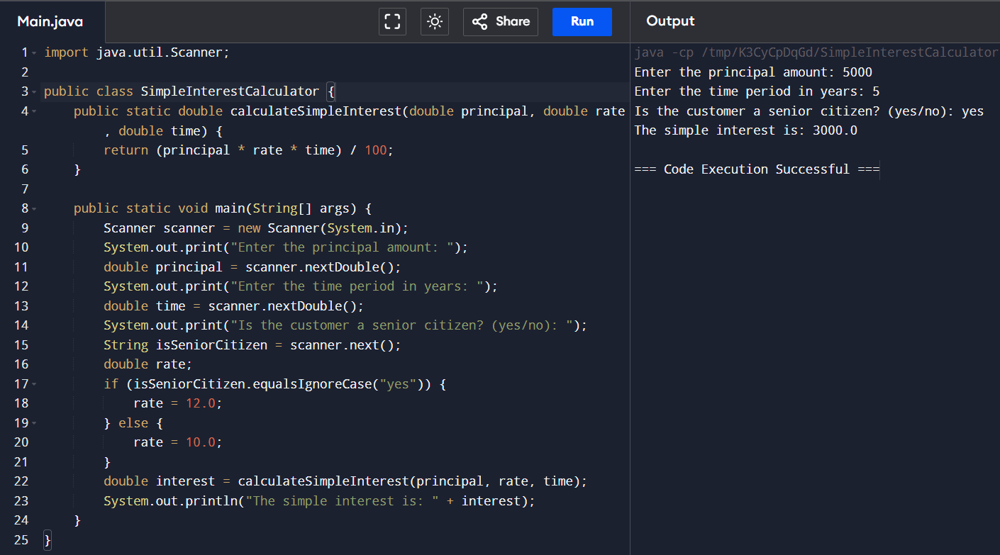 Main.java
Share
Run
Output
1 import java.util.Scanner;
2
3 public class SimpleInterestCalculator {
4     public static double calculateSimpleInterest(double principal, double rate
        , double time) {
5         return (principal * rate * time) / 100;
6     }
7
8     public static void main(String[] args) {
9         Scanner scanner = new Scanner(System.in);
10         System.out.print("Enter the principal amount: ");
11         double principal = scanner.nextDouble();
12         System.out.print("Enter the time period in years: ");
13         double time = scanner.nextDouble();
14         System.out.print("Is the customer a senior citizen? (yes/no): ");
15         String isSeniorCitizen = scanner.next();
16         double rate;
17         if (isSeniorCitizen.equalsIgnoreCase("yes")) {
18             rate = 12.0;
19         } else {
20             rate = 10.0;
21         }
22         double interest = calculateSimpleInterest(principal, rate, time);
23         System.out.println("The simple interest is: " + interest);
24     }
25 }
java -cp /tmp/K3CyCpDqGd/SimpleInterestCalculator
Enter the principal amount: 5000
Enter the time period in years: 5
Is the customer a senior citizen? (yes/no): yes
The simple interest is: 3000.0
=== Code Execution Successful ===